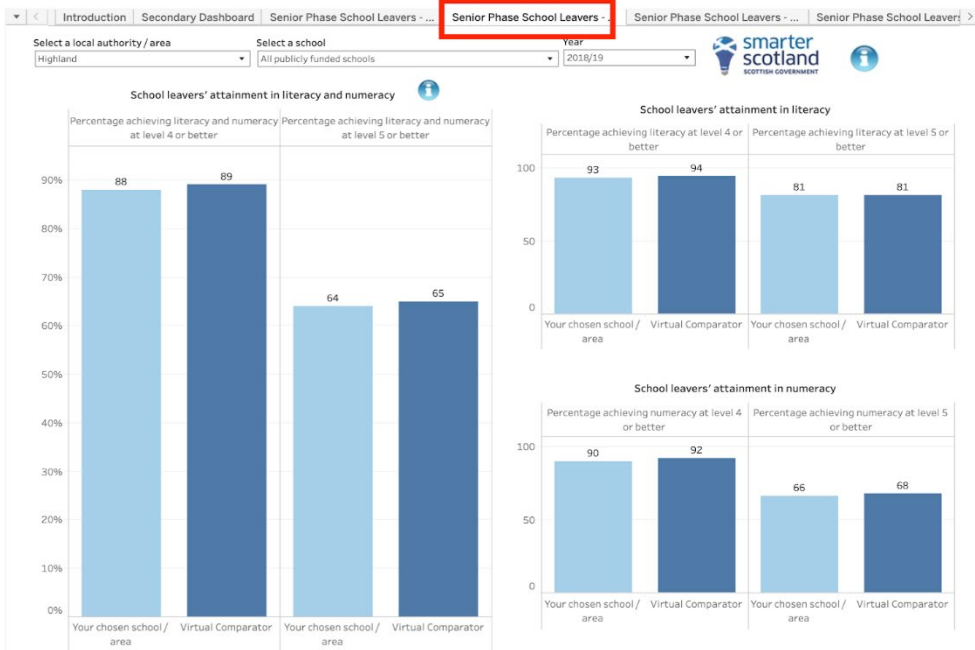 Introduction
Secondary Dashboard
Senior Phase School Leavers - ...
Senior Phase School Leavers - ...
Senior Phase School Leavers - ...
Senior Phase School Leavers
Select a local authority / area
Highland
Select a school
All publicly funded schools
Year
2018/19
smarter
scotland
SCOTTISH GOVERNMENT
School leavers' attainment in literacy and numeracy
Percentage achieving literacy and numeracy
at level 4 or better
Percentage achieving literacy and numeracy
at level 5 or better
90%
80%
70%
60%
50%
40%
30%
20%
10%
0%
88
89
64
65
Your chosen school /
area
Virtual Comparator
Your chosen school /
area
Virtual Comparator
School leavers' attainment in literacy
Percentage achieving literacy at level 4 or
better
Percentage achieving literacy at level 5 or
better
100
50
0
93
94
81
81
Your chosen school /
area
Virtual Comparator
Your chosen school /
area
Virtual Comparator
School leavers' attainment in numeracy
Percentage achieving numeracy at level 4
or better
Percentage achieving numeracy at level 5
or better
100
50
0
90
92
66
68
Your chosen school /
area
Virtual Comparator
Your chosen school /
area
Virtual Comparator